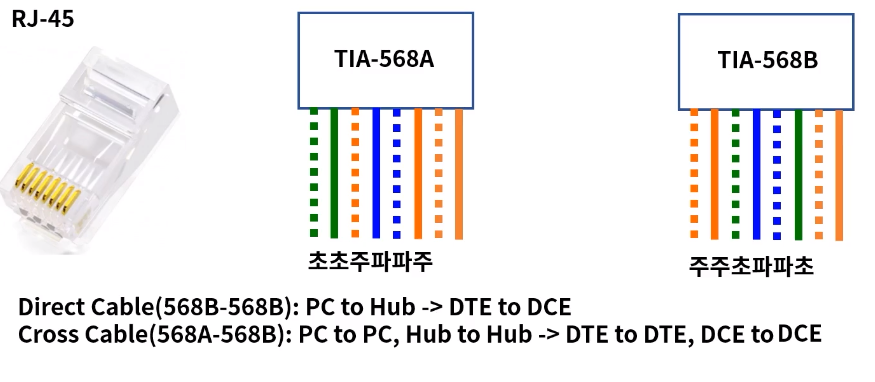 RJ-45
TIA-568A
TIA-568B
초초주파파주
주주초파파초
Direct Cable(568B-568B): PC to Hub -> DTE to DCE
Cross Cable(568A-568B): PC to PC, Hub to Hub -> DTE to DTE, DCE to DCE